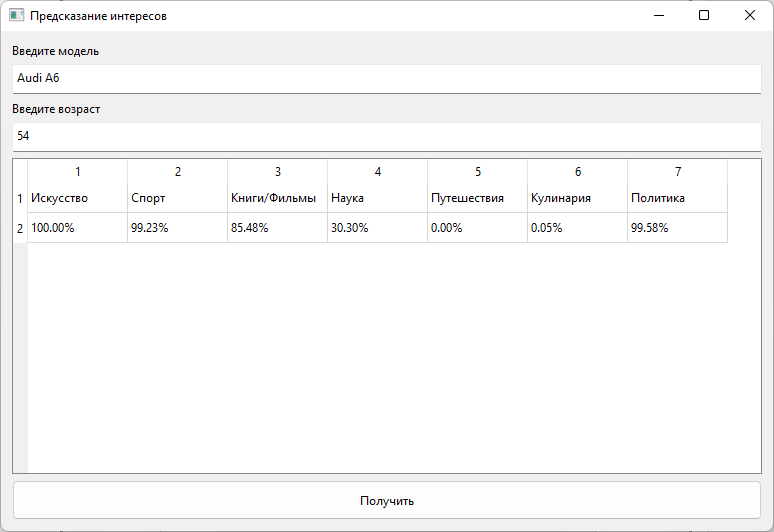 Предсказание интересов
Введите модель
Audi A6
Введите возраст
54
1 2 3 4 5 6 7
1 Искусство Спорт Книги/Фильмы Наука Путешествия Кулинария Политика
2 100.00% 99.23% 85.48% 30.30% 0.00% 0.05% 99.58%
Получить